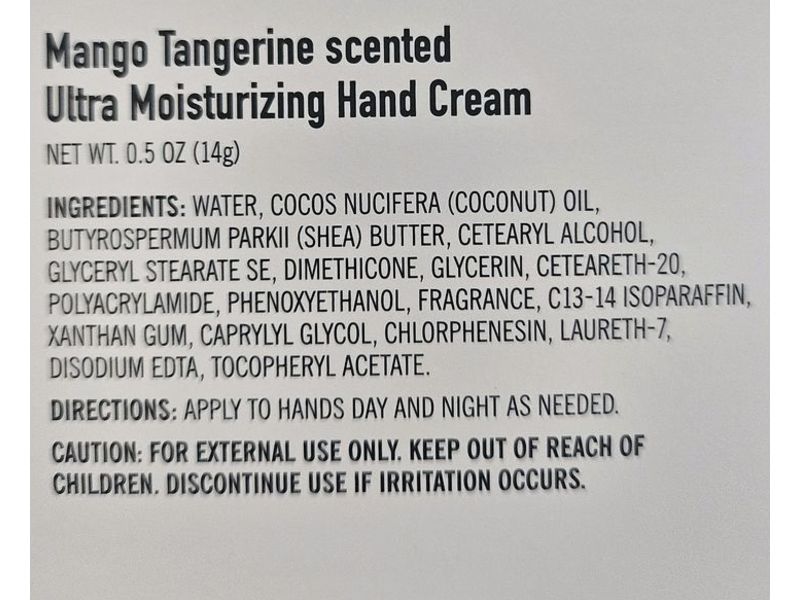 Mango Tangerine scented
Ultra Moisturizing Hand Cream
NET WT. 0.5 OZ (14g)
INGREDIENTS: WATER, COCOS NUCIFERA (COCONUT) OIL,
BUTYROSPERMUM PARKII (SHEA) BUTTER, CETEARYL ALCOHOL,
GLYCERYL STEARATE SE, DIMETHICONE, GLYCERIN, CETEARETH-20,
POLYACRYLAMIDE, PHENOXYETHANOL, FRAGRANCE, C13-14 ISOPARAFFIN,
XANTHAN GUM, CAPRYLYL GLYCOL, CHLORPHENESIN, LAURETH-7,
DISODIUM EDTA, TOCOPHERYL ACETATE.
DIRECTIONS: APPLY TO HANDS DAY AND NIGHT AS NEEDED.
CAUTION: FOR EXTERNAL USE ONLY. KEEP OUT OF REACH OF
CHILDREN. DISCONTINUE USE IF IRRITATION OCCURS.